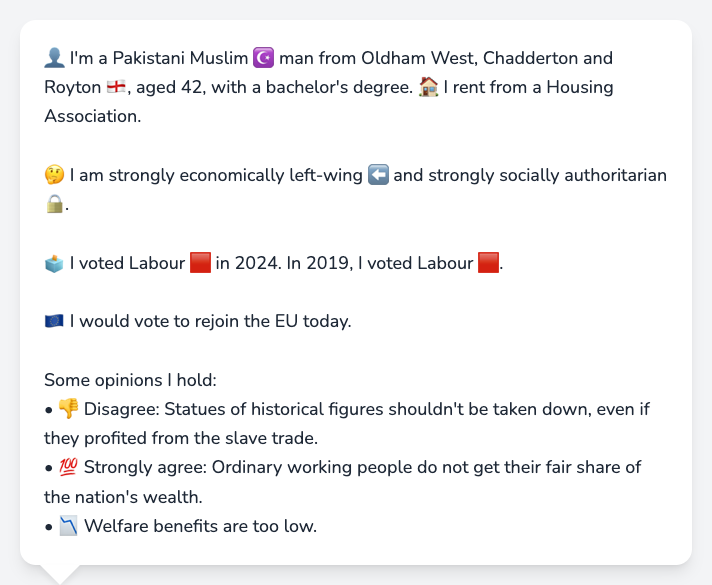 👤 I'm a Pakistani Muslim ☪️ man from Oldham West, Chadderton and
Royton 🏴󠁧󠁢󠁥󠁮󠁧󠁿, aged 42, with a bachelor's degree. 🏠 I rent from a Housing
Association.
🤔 I am strongly economically left-wing ⬅️ and strongly socially authoritarian
🔒.
🗳️ I voted Labour 🟥 in 2024. In 2019, I voted Labour 🟥.
🇪🇺 I would vote to rejoin the EU today.
Some opinions I hold:
• 👎 Disagree: Statues of historical figures shouldn't be taken down, even if
they profited from the slave trade.
• 💯 Strongly agree: Ordinary working people do not get their fair share of
the nation's wealth.
• 📉 Welfare benefits are too low.